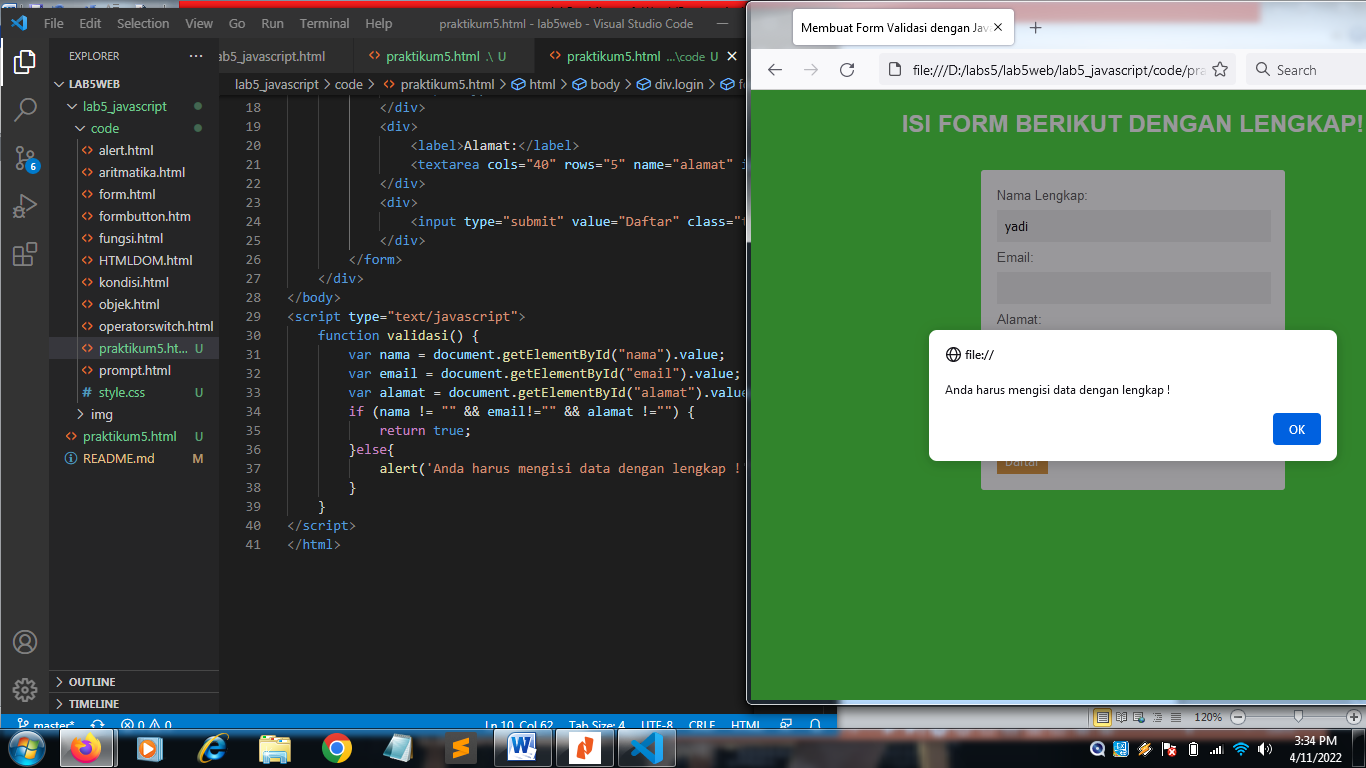 File Edit Selection View Go Run Terminal Help praktikum5.html - lab5web - Visual Studio Code
EXPLORER
LAB5WEB
lab5_javascript
code
alert.html
aritmatika.html
form.html
formbutton.htm
fungsi.html
HTMLDOM.html
kondisi.html
objek.html
operatorswitch.html
praktikum5.ht... U
prompt.html
style.css U
img
praktikum5.html U
README.md M
OUTLINE
TIMELINE
6
ab5_javascript.html praktikum5.html .\ U praktikum5.html ...\code U
lab5_javascript > code > praktikum5.html > html > body > div.login >
18 </div>
19 <div>
20 <label>Alamat:</label>
21 <textarea cols="40" rows="5" name="alamat"
22 </div>
23 <div>
24 <input type="submit" value="Daftar" class="
25 </div>
26 </form>
27 </div>
28 </body>
29 <script type="text/javascript">
30 function validasi() {
31 var nama = document.getElementById("nama").value;
32 var email = document.getElementById("email").value;
33 var alamat = document.getElementById("alamat").value
34 if (nama != "" && email!="" && alamat !="") {
35 return true;
36 }else{
37 alert('Anda harus mengisi data dengan lengkap !
38 }
39 }
40 </script>
41 </html>
master* 0 0 Ln 10, Col 62 Tab Size: 4 UTF-8 CRLF HTML
Membuat Form Validasi dengan Jav
file:///D:/labs5/lab5web/lab5_javascript/code/pra
Search
ISI FORM BERIKUT DENGAN LENGKAP!
Nama Lengkap:
yadi
Email:
Alamat:
file://
Anda harus mengisi data dengan lengkap !
OK
Daftar
120%
3:34 PM
4/11/2022